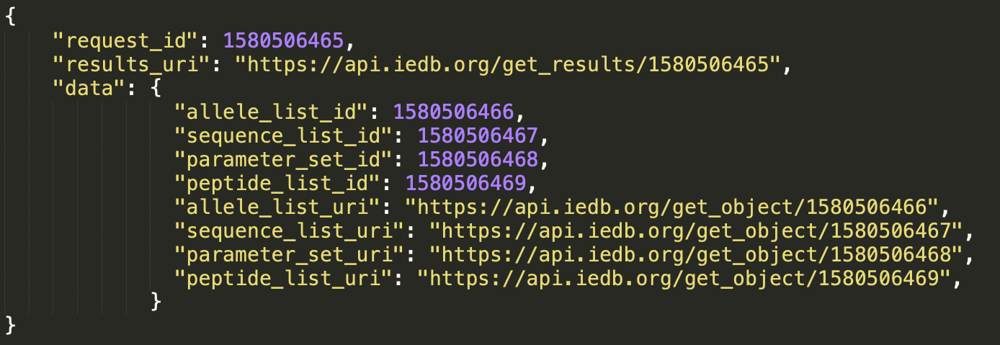 {
"request_id": 1580506465,
"results_uri": "https://api.iedb.org/get_results/1580506465",
"data": {
"allele_list_id": 1580506466,
"sequence_list_id": 1580506467,
"parameter_set_id": 1580506468,
"peptide_list_id": 1580506469,
"allele_list_uri": "https://api.iedb.org/get_object/1580506466",
"sequence_list_uri": "https://api.iedb.org/get_object/1580506467",
"parameter_set_uri": "https://api.iedb.org/get_object/1580506468",
"peptide_list_uri": "https://api.iedb.org/get_object/1580506469",
}
}